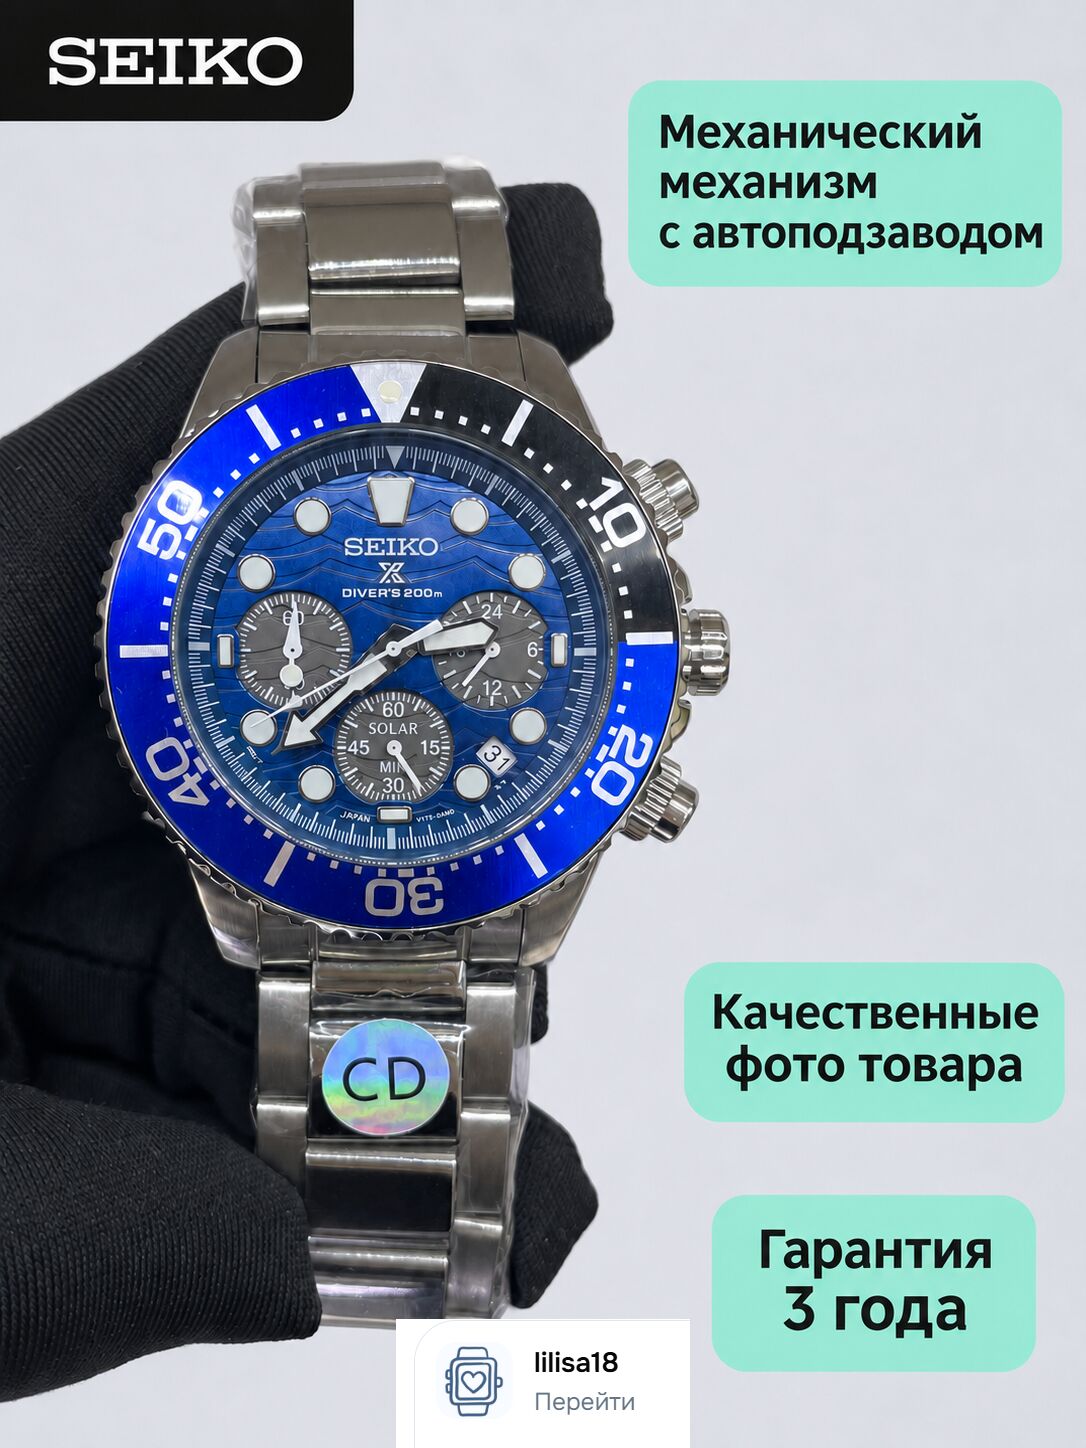 SEIKO
Механический
механизм
с автоподзаводом
50
10
SEIKO
DIVER'S 200m
60
24
6
12
60
SOLAR
45
15
MIN
30
31
40
20
JAPAN
30
CD
Качественные
фото товара
Гарантия
3 года
lilisa18
Перейти